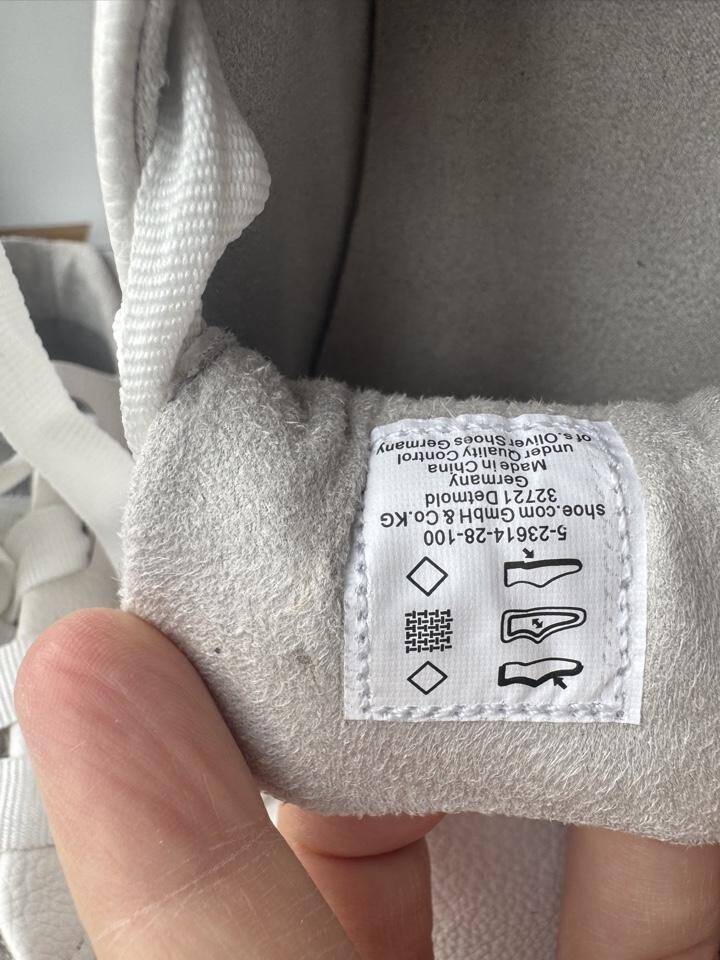 5-23614-28-100
shoe.com GmbH & Co.KG
32721 Detmold
Germany
Made in China
under Quality Control
of s.Oliver Shoes Germany